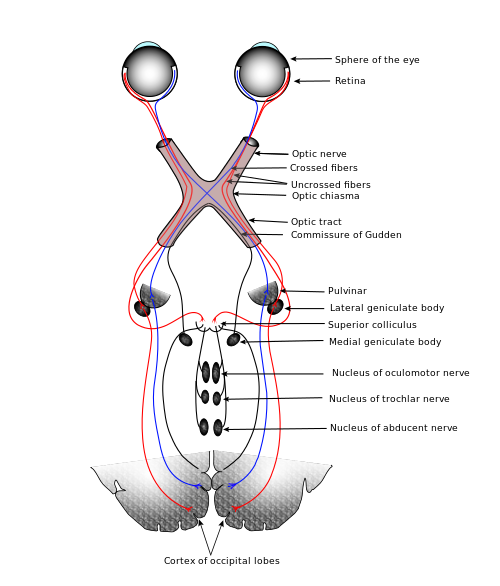 Sphere of the eye
Retina
Optic nerve
Crossed fibers
Uncrossed fibers
Optic chiasma
Optic tract
Commissure of Gudden
Pulvinar
Lateral geniculate body
Superior colliculus
Medial geniculate body
Nucleus of oculomotor nerve
Nucleus of trochlar nerve
Nucleus of abducent nerve
Cortex of occipital lobes